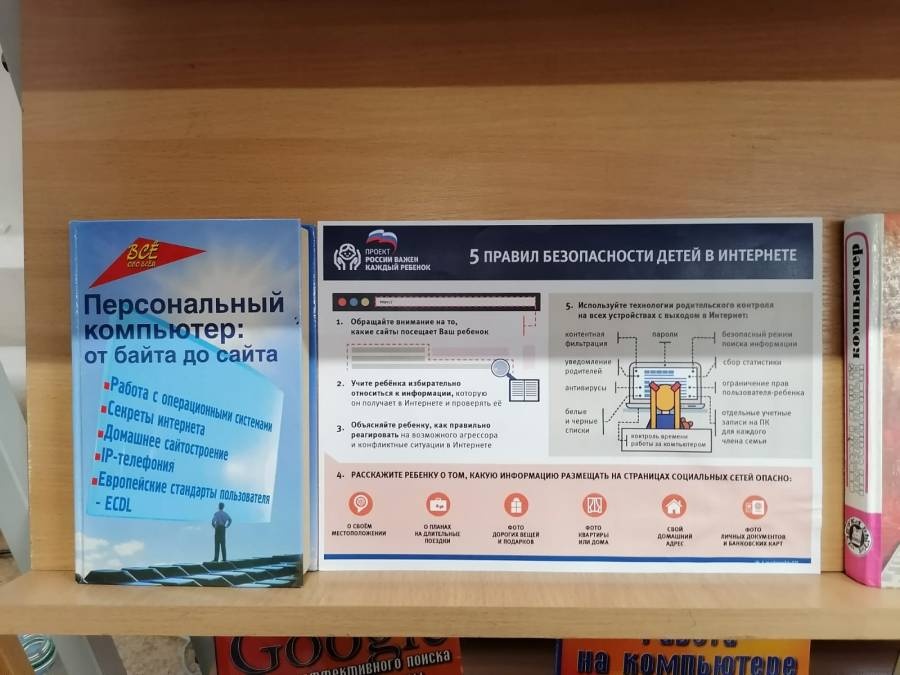 ВСЁ
ОБО ВСЁМ
Персональный
компьютер:
от байта до сайта
Работа с операционными системами
Секреты интернета
Домашнее сайтостроение
IP-телефония
Европейские стандарты пользователя
- ECDL
ПРОЕКТ
РОССИИ ВАЖЕН
КАЖДЫЙ РЕБЕНОК
5 ПРАВИЛ БЕЗОПАСНОСТИ ДЕТЕЙ В ИНТЕРНЕТЕ
1. Обращайте внимание на то,
какие сайты посещает Ваш ребенок
2. Учите ребёнка избирательно
относиться к информации, которую
он получает в Интернете и проверять её
3. Объясняйте ребенку, как правильно
реагировать на возможного агрессора
и конфликтные ситуации в Интернете
5. Используйте технологии родительского контроля
на всех устройствах с выходом в Интернет:
контентная
фильтрация
уведомление
родителей
антивирусы
белые
и черные
списки
пароли
контроль времени
работы за компьютером
безопасный режим
поиска информации
сбор статистики
ограничение прав
пользователя-ребенка
отдельные учетные
записи на ПК
для каждого
члена семьи
4. РАССКАЖИТЕ РЕБЕНКУ О ТОМ, КАКУЮ ИНФОРМАЦИЮ РАЗМЕЩАТЬ НА СТРАНИЦАХ СОЦИАЛЬНЫХ СЕТЕЙ ОПАСНО:
О СВОЁМ
МЕСТОПОЛОЖЕНИИ
О ПЛАНАХ
НА ДЛИТЕЛЬНЫЕ
ПОЕЗДКИ
ФОТО
ДОРОГИХ ВЕЩЕЙ
И ПОДАРКОВ
ФОТО
КВАРТИРЫ
ИЛИ ДОМА
СВОЙ
ДОМАШНИЙ
АДРЕС
ФОТО
ЛИЧНЫХ ДОКУМЕНТОВ
И БАНКОВСКИХ КАРТ
компьютер
Google
эффективного поиска
Работа
на компьютере